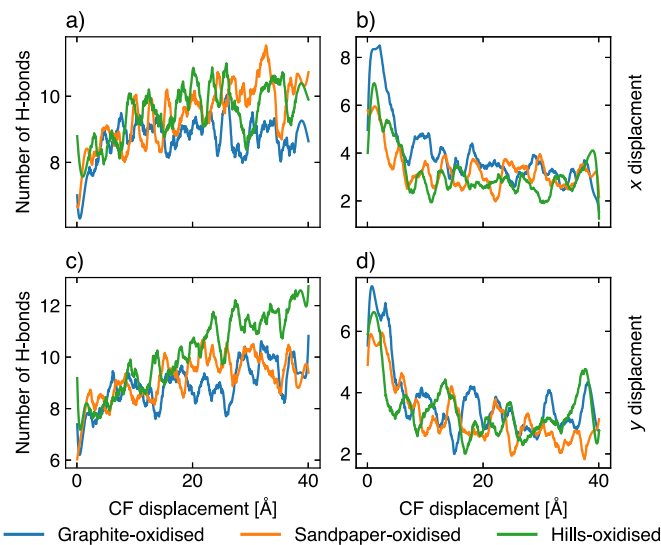 a)
b)
Number of H-bonds
10
8
8
6
4
2
x displacment
c)
d)
Number of H-bonds
12
10
8
6
6
4
2
y displacement
0
20
40
0
20
40
CF displacement [Å]
CF displacement [Å]
Graphite-oxidised
Sandpaper-oxidised
Hills-oxidised